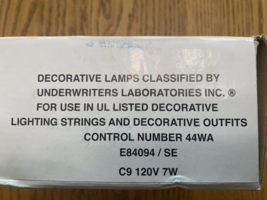 DECORATIVE LAMPS CLASSIFIED BY
UNDERWRITERS LABORATORIES INC. ®
FOR USE IN UL LISTED DECORATIVE
LIGHTING STRINGS AND DECORATIVE OUTFITS
CONTROL NUMBER 44WA
E84094 / SE
C9 120V 7W